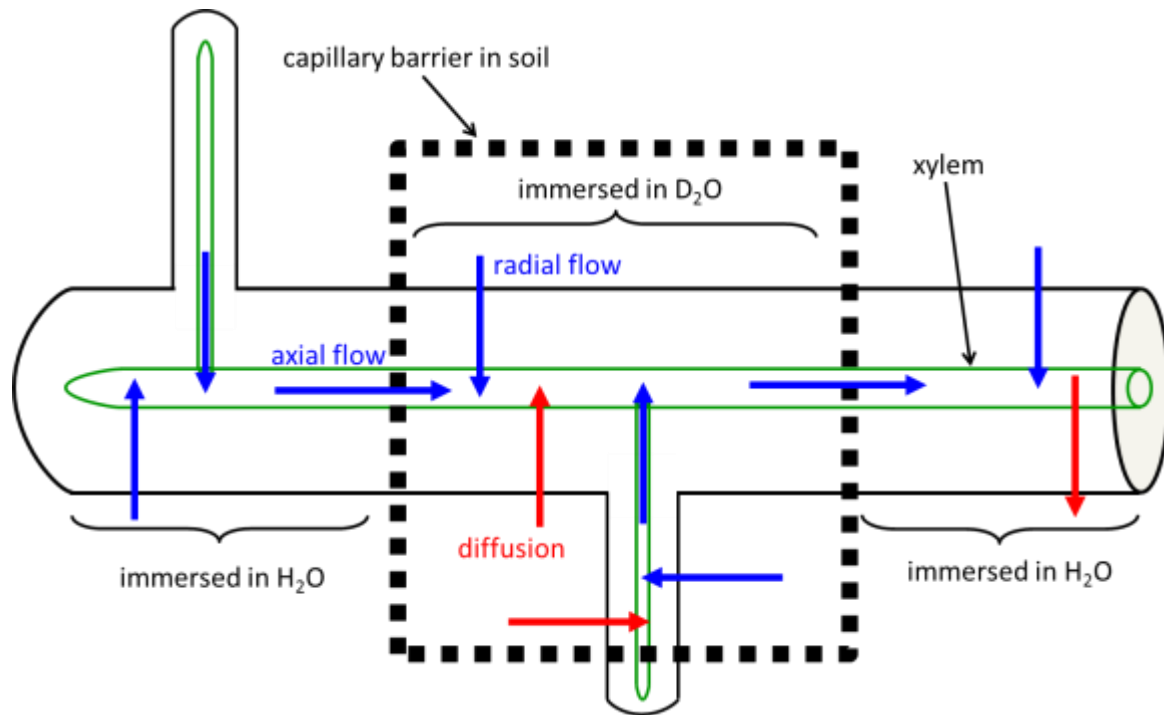 capillary barrier in soil
xylem
immersed in D₂O
radial flow
axial flow
diffusion
immersed in H₂O
immersed in H₂O